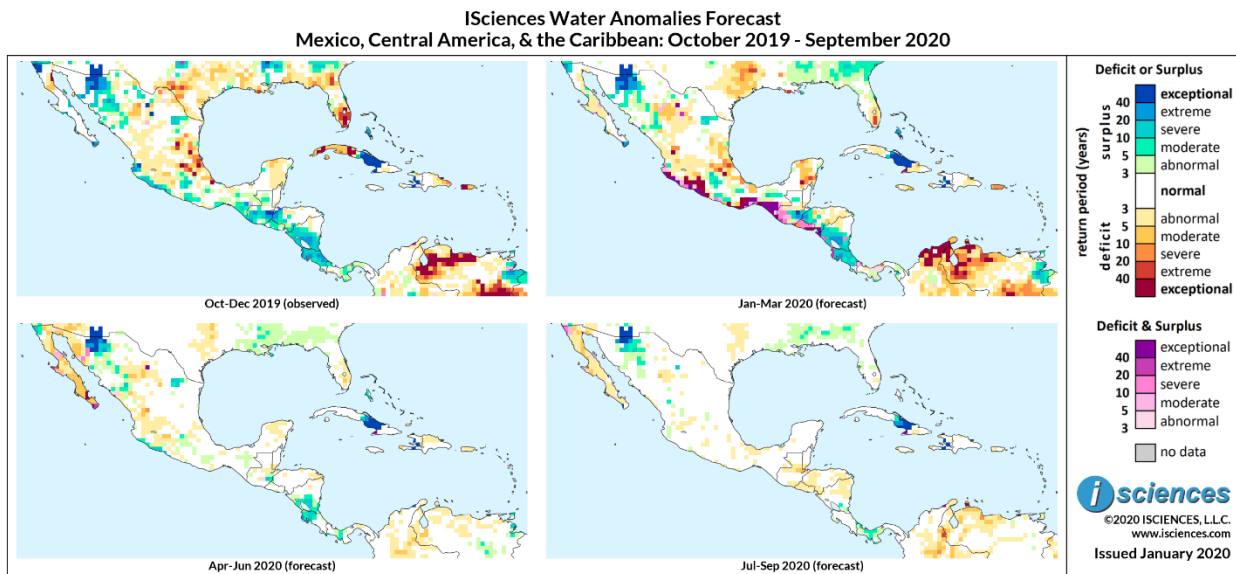 ISciences Water Anomalies Forecast
Mexico, Central America, & the Caribbean: October 2019 - September 2020
Oct-Dec 2019 (observed)
Jan-Mar 2020 (forecast)
Apr-Jun 2020 (forecast)
Jul-Sep 2020 (forecast)
Deficit or Surplus
return period (years)
surplus
deficit
exceptional
40
extreme
20
severe
10
moderate
5
abnormal
3
normal
3
abnormal
5
moderate
10
severe
20
extreme
40
exceptional
Deficit & Surplus
exceptional
40
extreme
20
severe
10
moderate
5
abnormal
3
no data
i sciences
©2020 ISCIENCES, L.L.C.
www.isciences.com
Issued January 2020